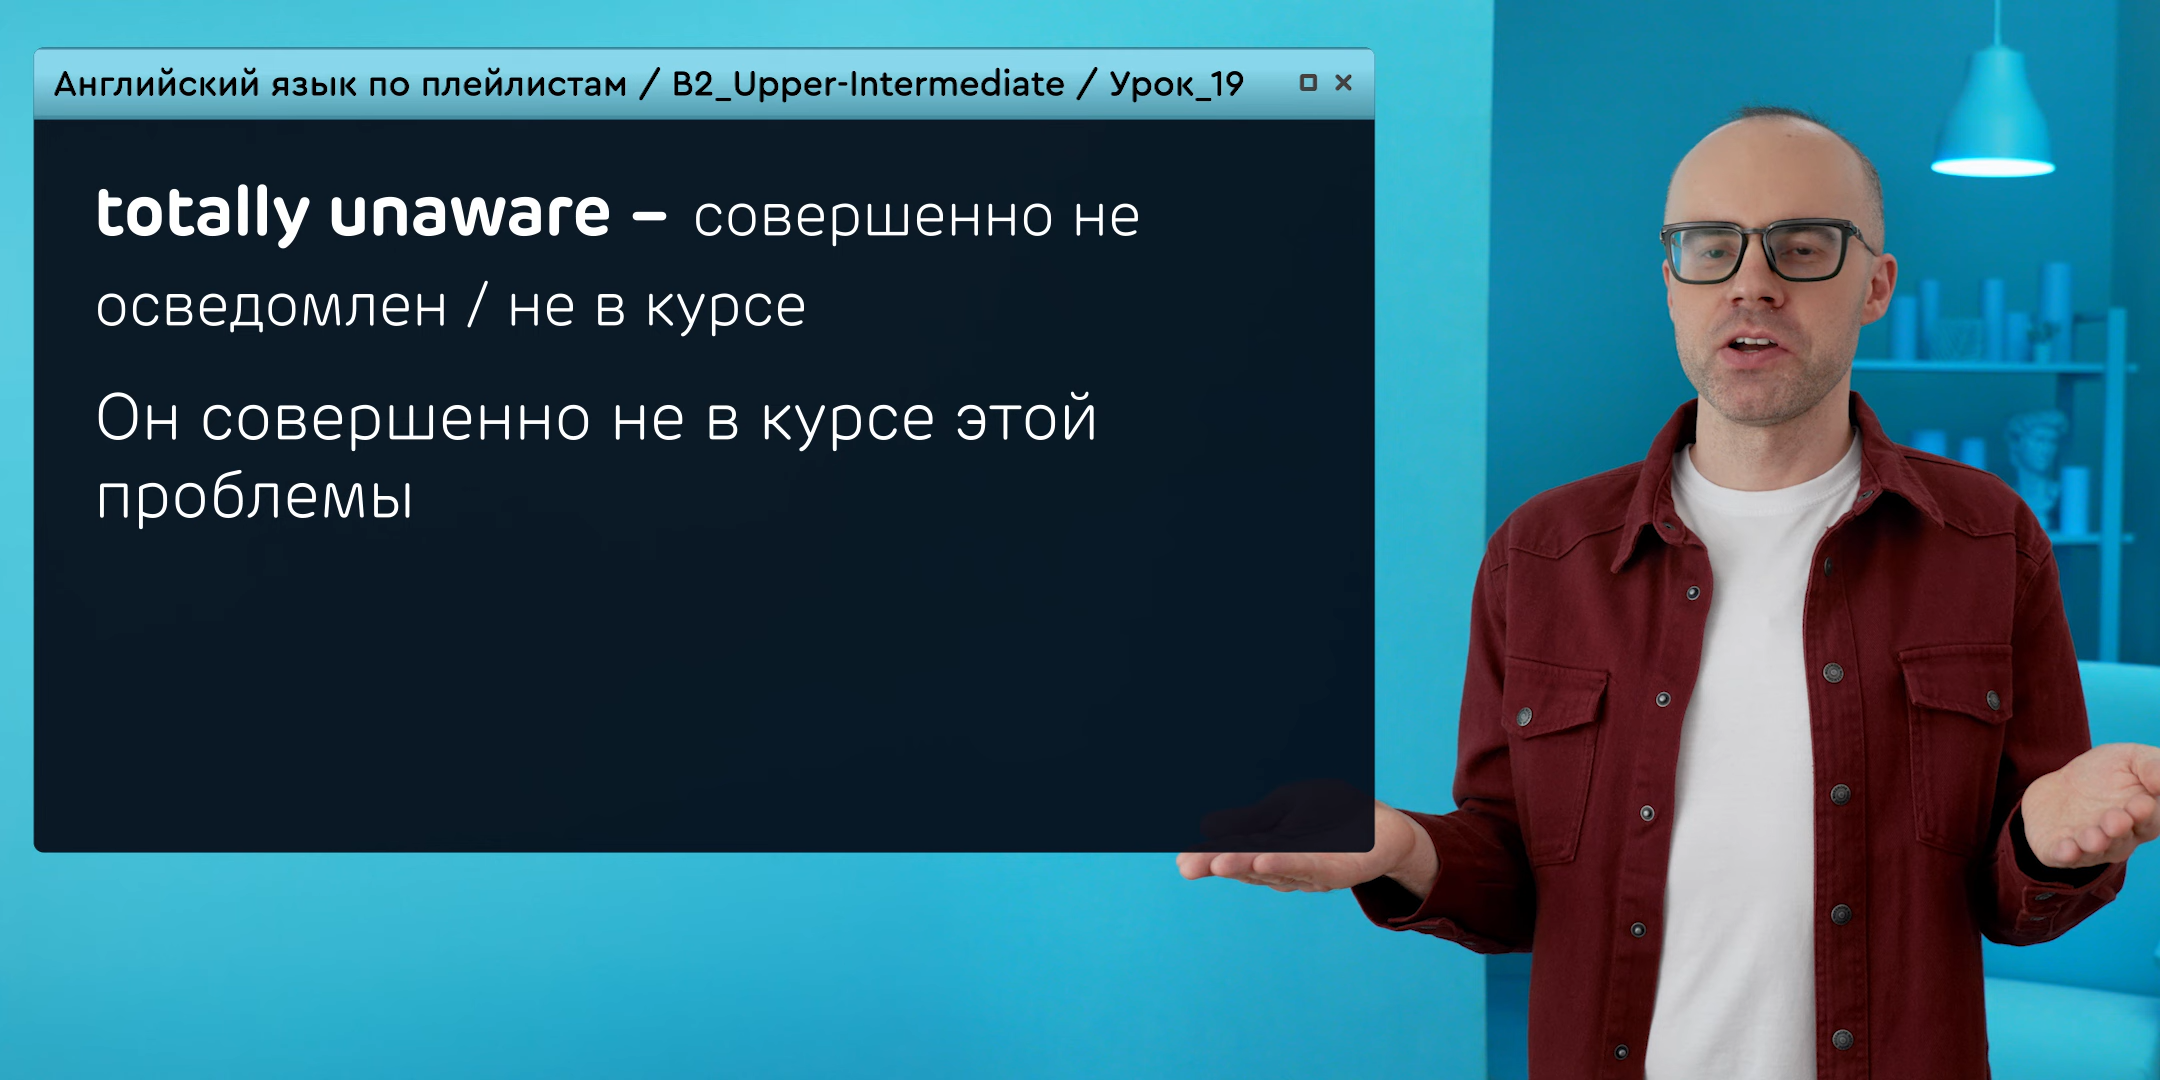 Английский язык по плейлистам / B2_Upper-Intermediate / Урок_19
totally unaware – совершенно не
осведомлен / не в курсе
Он совершенно не в курсе этой
проблемы